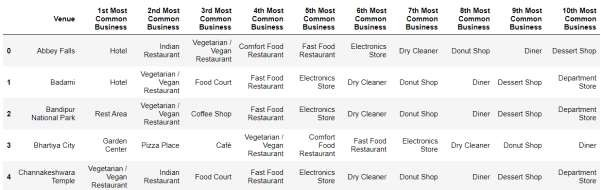 Venue 1st Most Common Business 2nd Most Common Business 3rd Most Common Business 4th Most Common Business 5th Most Common Business 6th Most Common Business 7th Most Common Business 8th Most Common Business 9th Most Common Business 10th Most Common Business
0 Abbey Falls Hotel Indian Restaurant Vegetarian / Vegan Restaurant Comfort Food Restaurant Fast Food Restaurant Electronics Store Dry Cleaner Donut Shop Diner Dessert Shop
1 Badami Hotel Vegetarian / Vegan Restaurant Food Court Fast Food Restaurant Electronics Store Dry Cleaner Donut Shop Diner Dessert Shop Department Store
2 Bandipur National Park Rest Area Vegetarian / Vegan Restaurant Coffee Shop Fast Food Restaurant Electronics Store Dry Cleaner Donut Shop Diner Dessert Shop Department Store
3 Bhartiya City Garden Center Pizza Place Café Vegetarian / Vegan Restaurant Comfort Food Restaurant Fast Food Restaurant Electronics Store Dry Cleaner Donut Shop Diner
4 Channakeshwara Temple Vegetarian / Vegan Restaurant Indian Restaurant Food Court Fast Food Restaurant Electronics Store Dry Cleaner Donut Shop Diner Dessert Shop Department Store